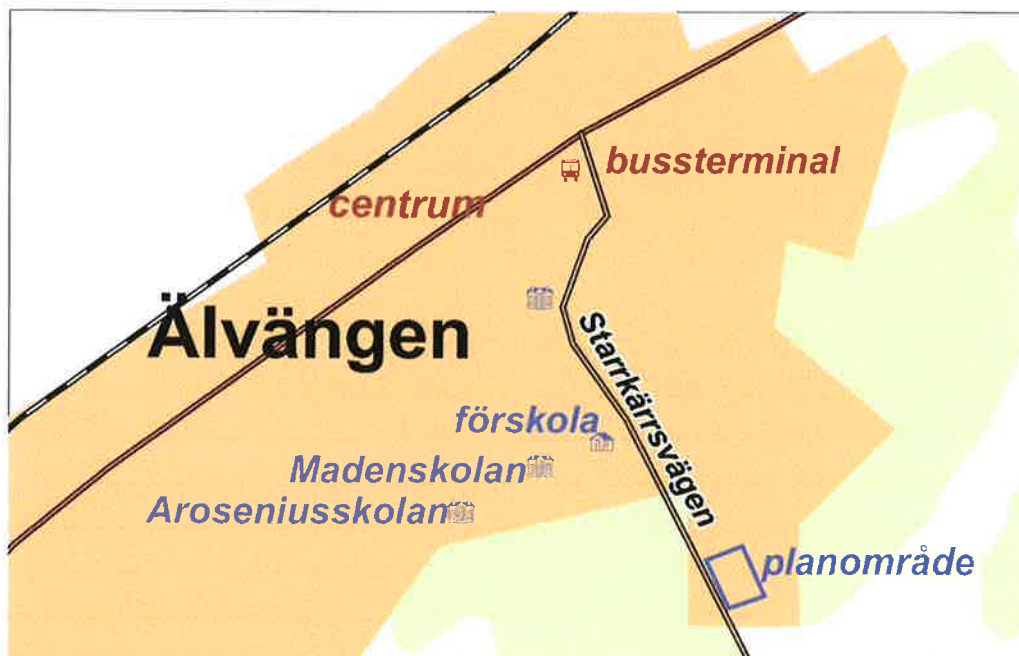 bussterminal
centrum
Älvängen
Starrkärrsvägen
förskola
Madenskolan
Aroseniusskolan
planområde